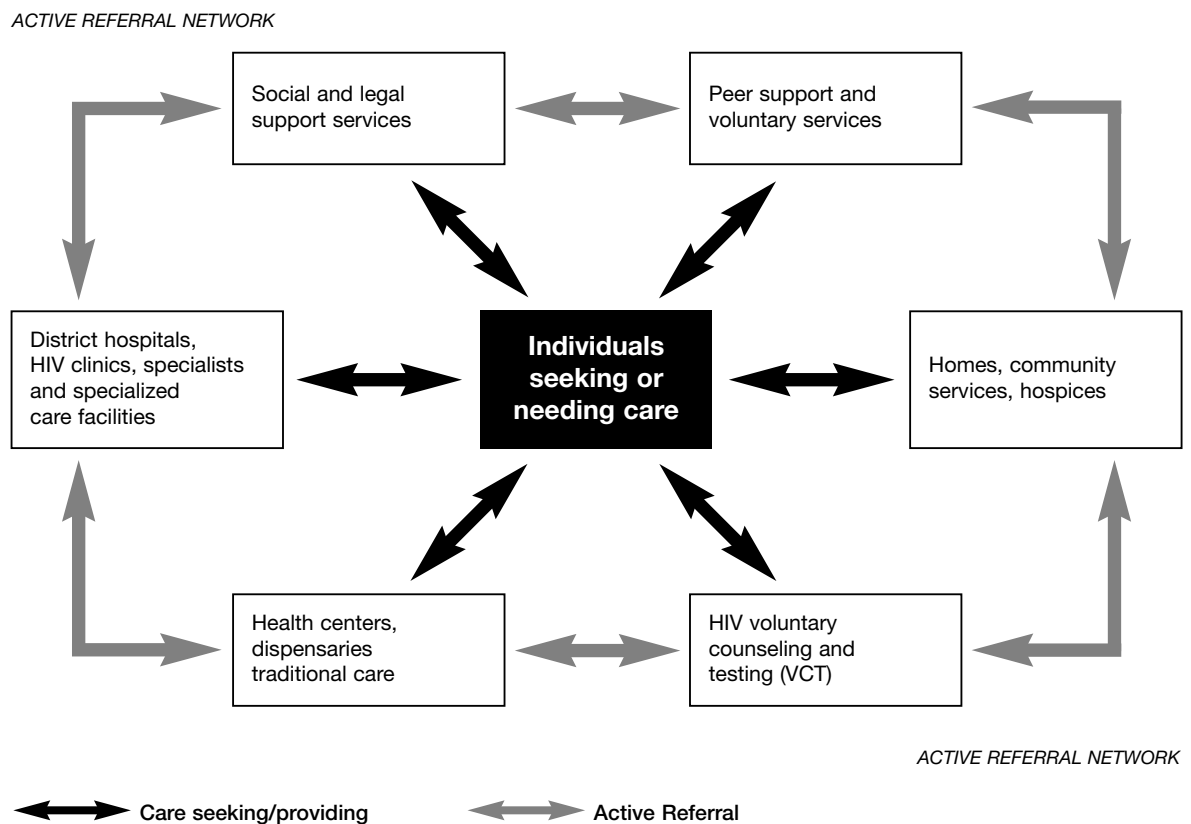 ACTIVE REFERRAL NETWORK
Social and legal
support services
Peer support and
voluntary services
District hospitals,
HIV clinics, specialists
and specialized
care facilities
Individuals
seeking or
needing care
Homes, community
services, hospices
Health centers,
dispensaries
traditional care
HIV voluntary
counseling and
testing (VCT)
ACTIVE REFERRAL NETWORK
Care seeking/providing
Active Referral